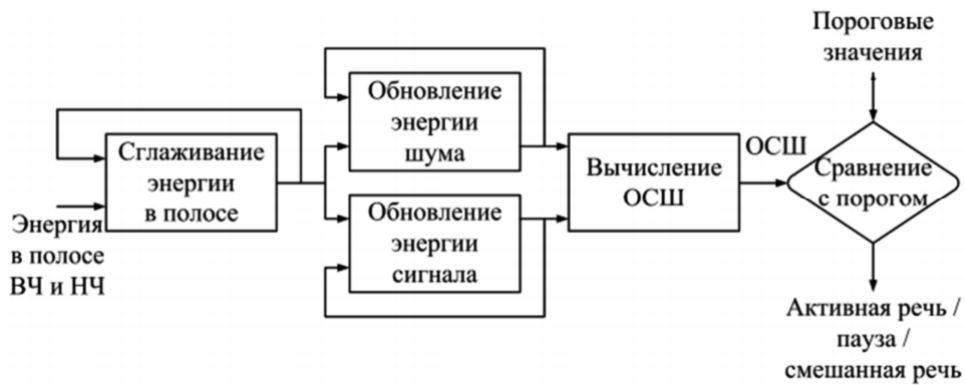 Пороговые
значения
Обновление
энергии
шума
Сглаживание
энергии
в полосе
Вычисление
ОСШ
ОСШ
Сравнение
с порогом
Энергия
в полосе
ВЧ и НЧ
Обновление
энергии
сигнала
Активная речь /
пауза /
смешанная речь